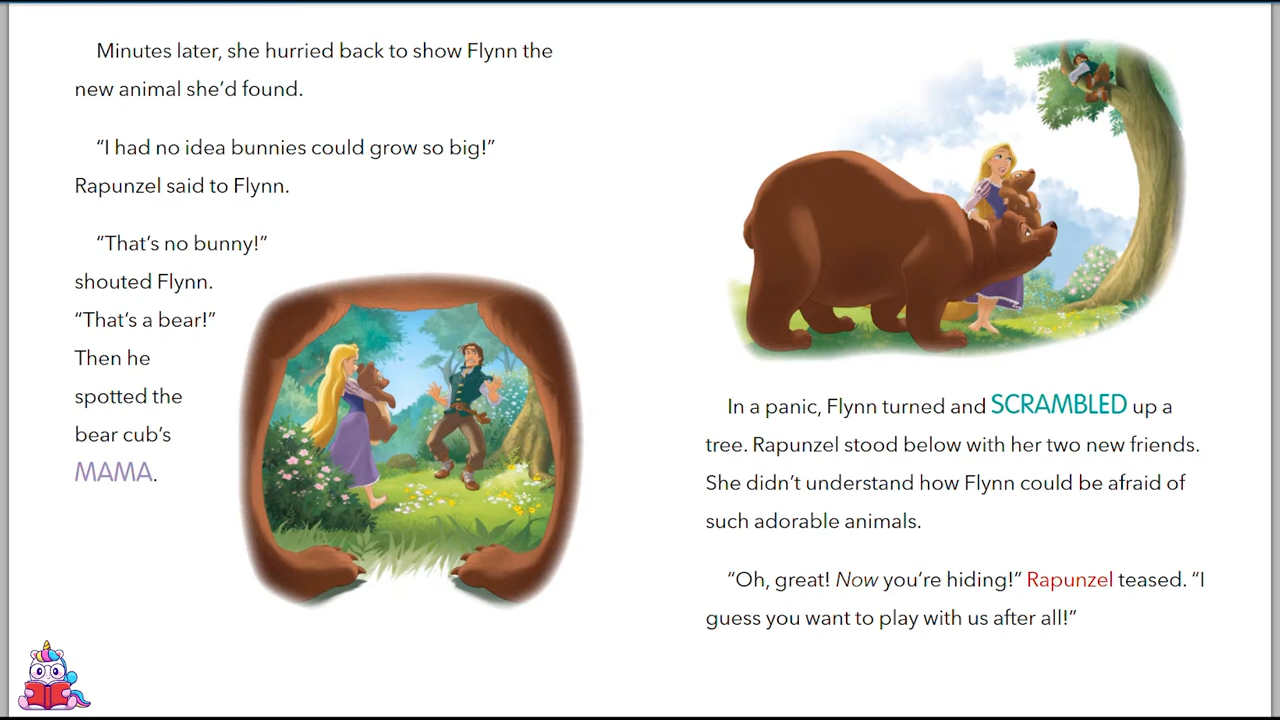 Minutes later, she hurried back to show Flynn the
new animal she’d found.
“I had no idea bunnies could grow so big!”
Rapunzel said to Flynn.
“That’s no bunny!”
shouted Flynn.
“That’s a bear!”
Then he
spotted the
bear cub’s
MAMA.
In a panic, Flynn turned and SCRAMBLED up a
tree. Rapunzel stood below with her two new friends.
She didn’t understand how Flynn could be afraid of
such adorable animals.
“Oh, great! Now you’re hiding!” Rapunzel teased. “I
guess you want to play with us after all!”